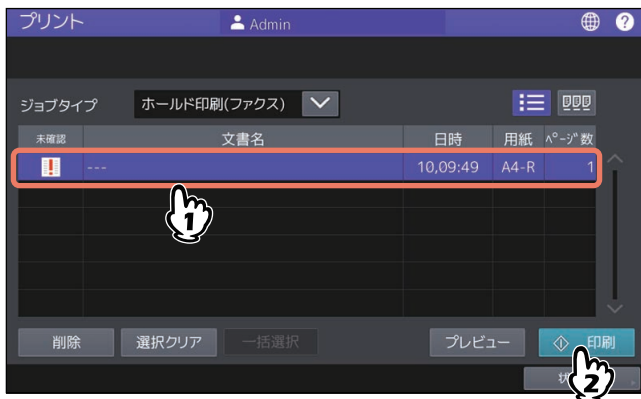 プリント Admin ?
ジョブタイプ ホールド印刷(ファクス)
未確認 文書名 日時 用紙 ページ数
--- 10,09:49 A4-R 1
1
削除 選択クリア 一括選択 プレビュー 印刷
2